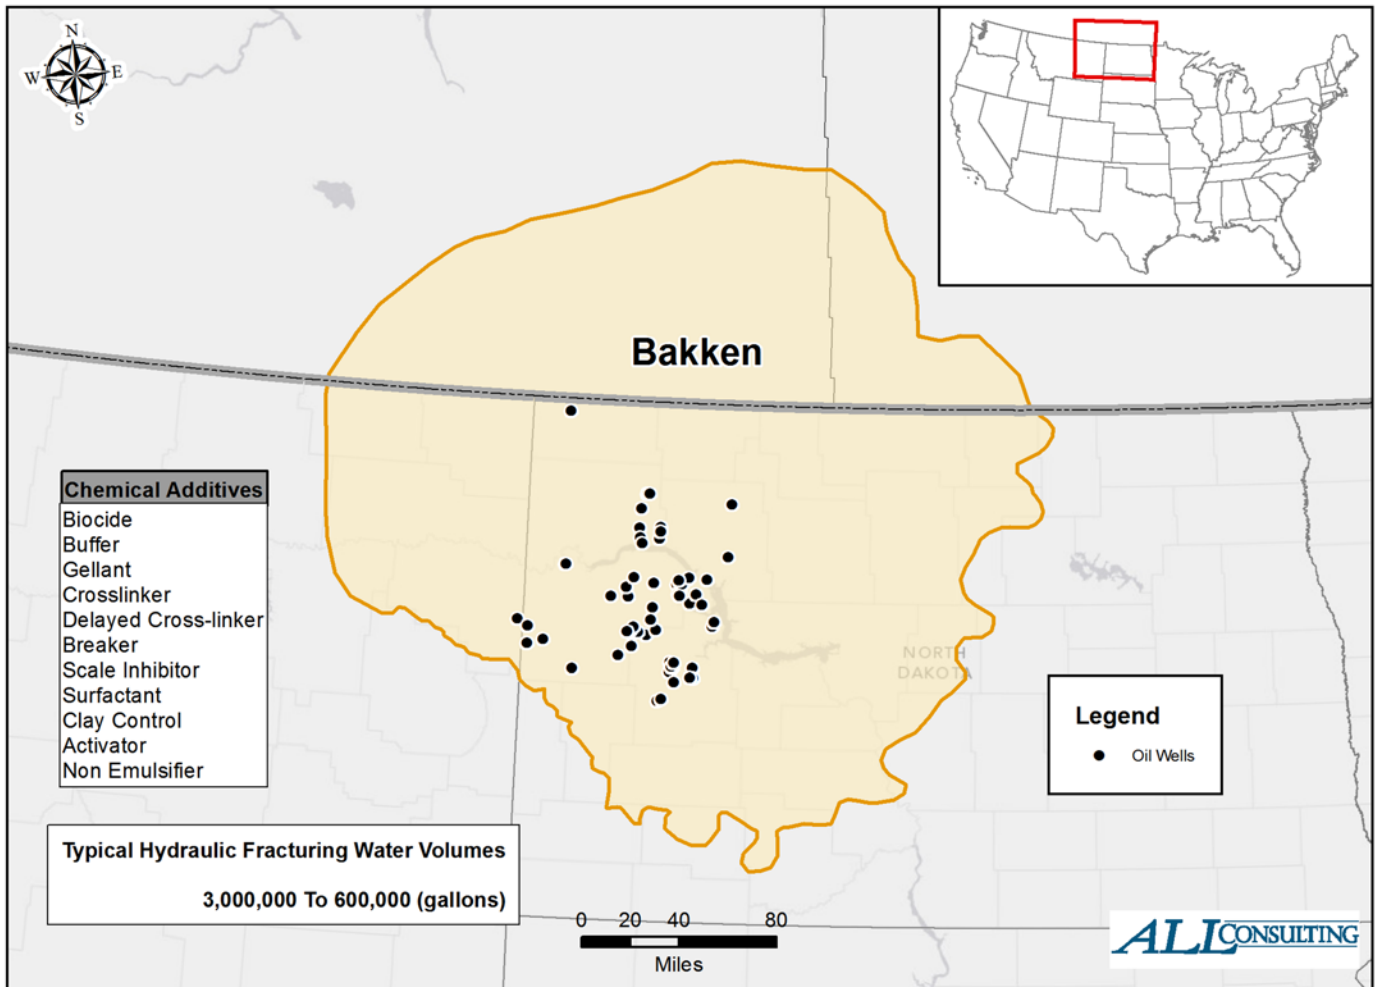 N
W
E
S
Bakken
Chemical Additives
Biocide
Buffer
Gellant
Crosslinker
Delayed Cross-linker
Breaker
Scale Inhibitor
Surfactant
Clay Control
Activator
Non Emulsifier
NORTH
DAKOTA
Legend
Oil Wells
Typical Hydraulic Fracturing Water Volumes
3,000,000 To 600,000 (gallons)
0 20 40 80
Miles
ALL CONSULTING